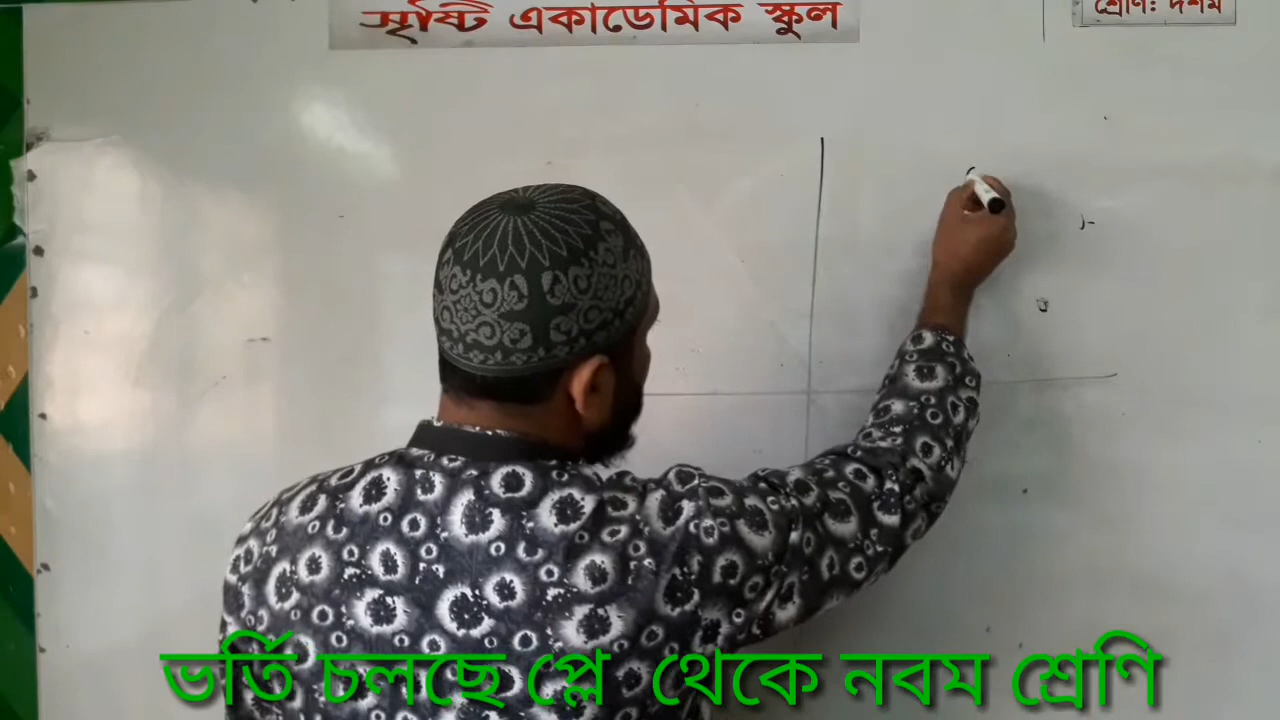 সৃষ্টি একাডেমিক স্কুল
শ্রেণিঃ দশম
ভর্তি চলছে প্লে থেকে নবম শ্রেণি